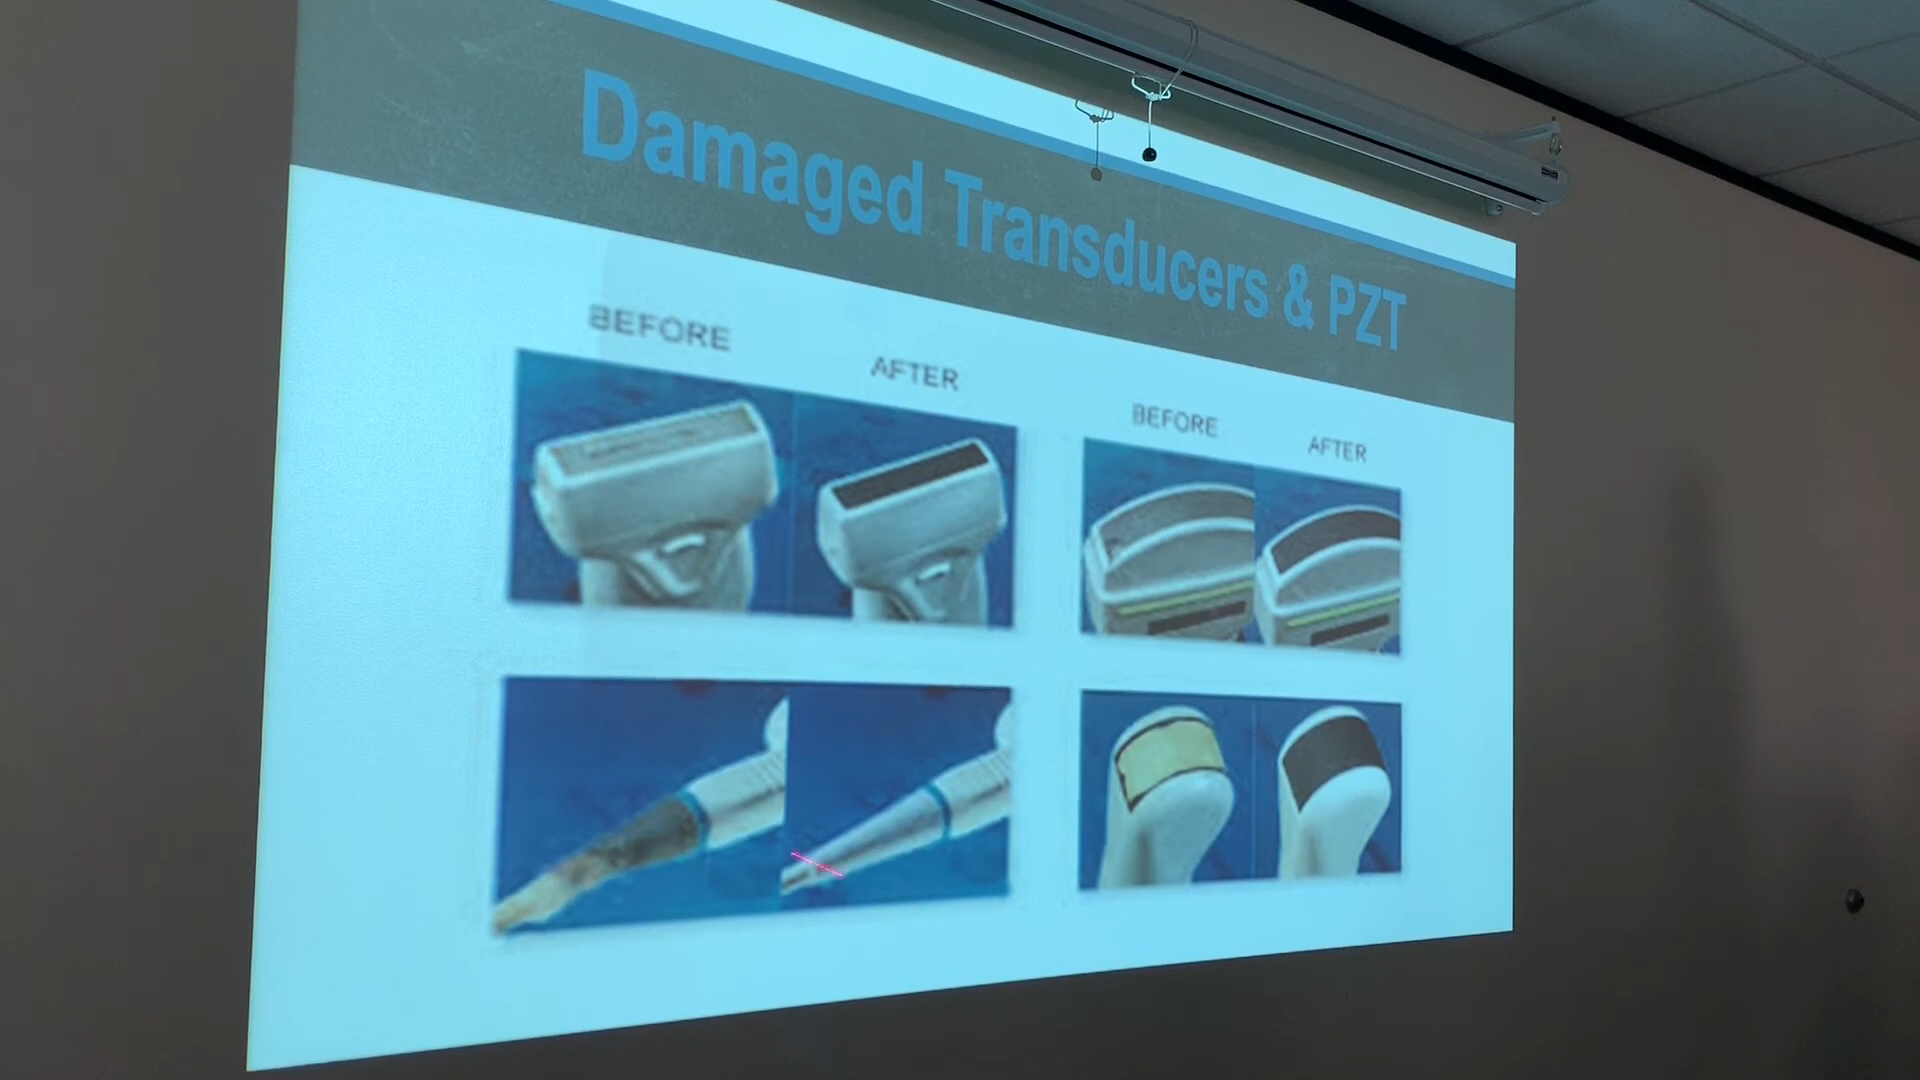 Damaged Transducers & PZT
BEFORE
AFTER
BEFORE
AFTER